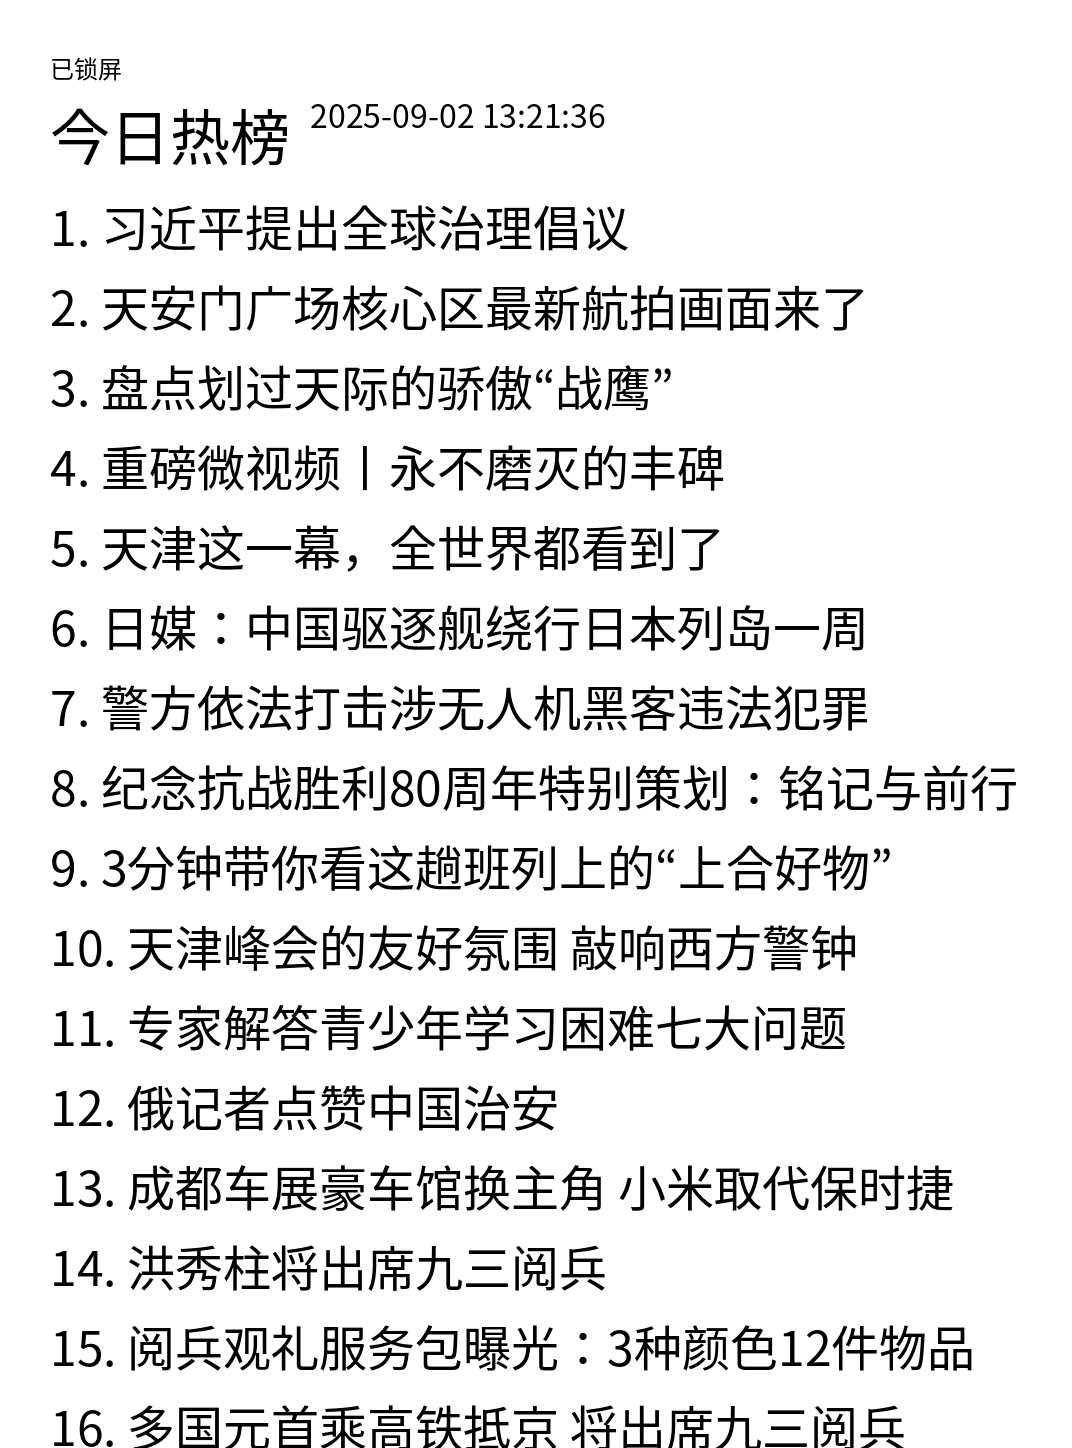 已锁屏
今日热榜 2025-09-02 13:21:36
1. 习近平提出全球治理倡议
2. 天安门广场核心区最新航拍画面来了
3. 盘点划过天际的骄傲“战鹰”
4. 重磅微视频丨永不磨灭的丰碑
5. 天津这一幕，全世界都看到了
6. 日媒：中国驱逐舰绕行日本列岛一周
7. 警方依法打击涉无人机黑客违法犯罪
8. 纪念抗战胜利80周年特别策划：铭记与前行
9. 3分钟带你看这趟班列上的“上合好物”
10. 天津峰会的友好氛围 敲响西方警钟
11. 专家解答青少年学习困难七大问题
12. 俄记者点赞中国治安
13. 成都车展豪车馆换主角 小米取代保时捷
14. 洪秀柱将出席九三阅兵
15. 阅兵观礼服务包曝光：3种颜色12件物品
16. 多国元首乘高铁抵京 将出席九三阅兵